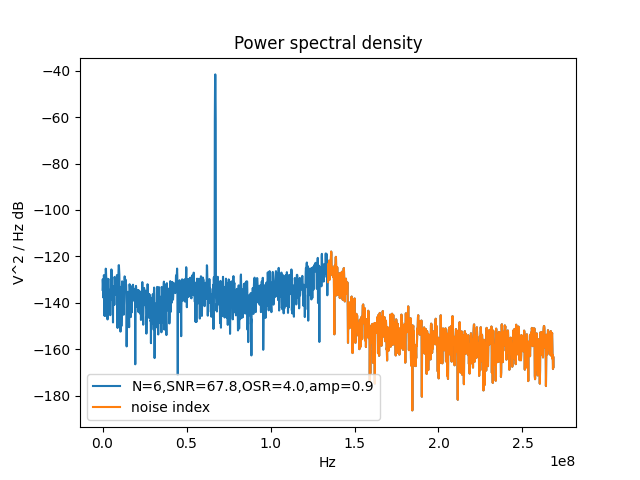 Power spectral density
V^2 / Hz dB
−40
−60
−80
−100
−120
−140
−160
−180
N=6,SNR=67.8,OSR=4.0,amp=0.9
noise index
0.0 0.5 1.0 1.5 2.0 2.5
1e8
Hz